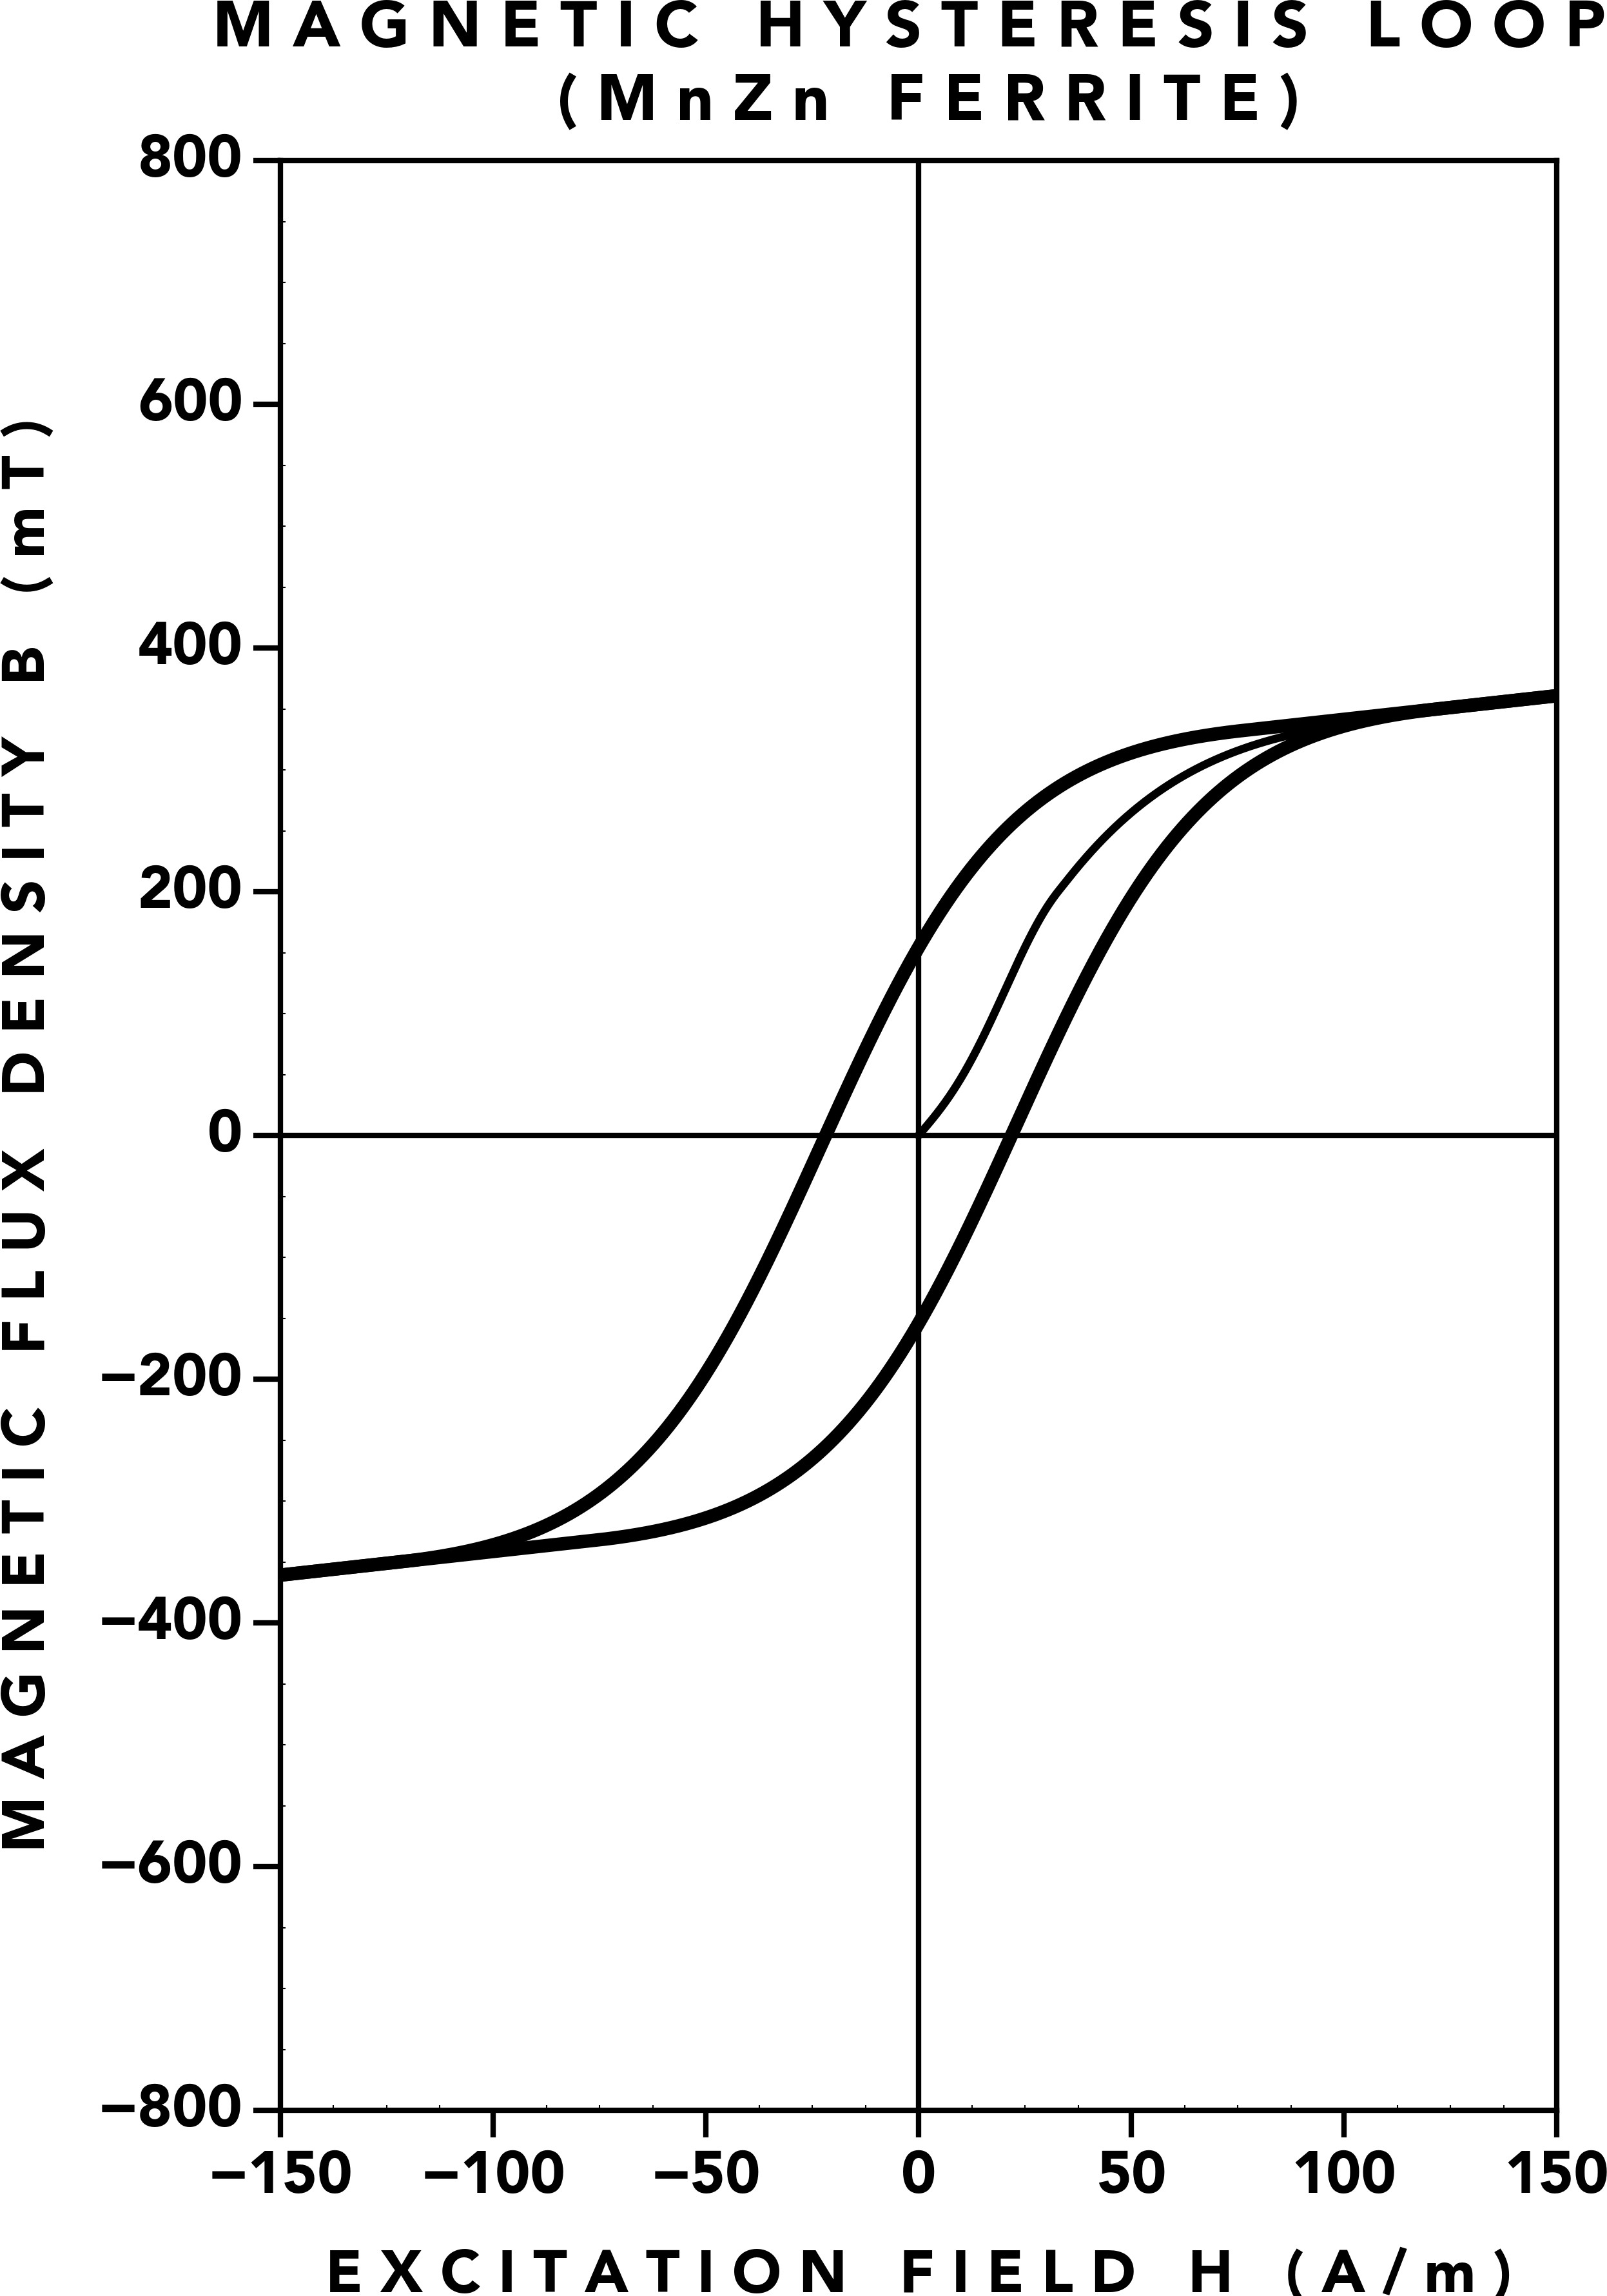 MAGNETIC HYSTERESIS LOOP
(MnZn FERRITE)
MAGNETIC FLUX DENSITY B (mT)
800
600
400
200
0
−200
−400
−600
−800
−150 −100 −50 0 50 100 150
EXCITATION FIELD H (A/m)